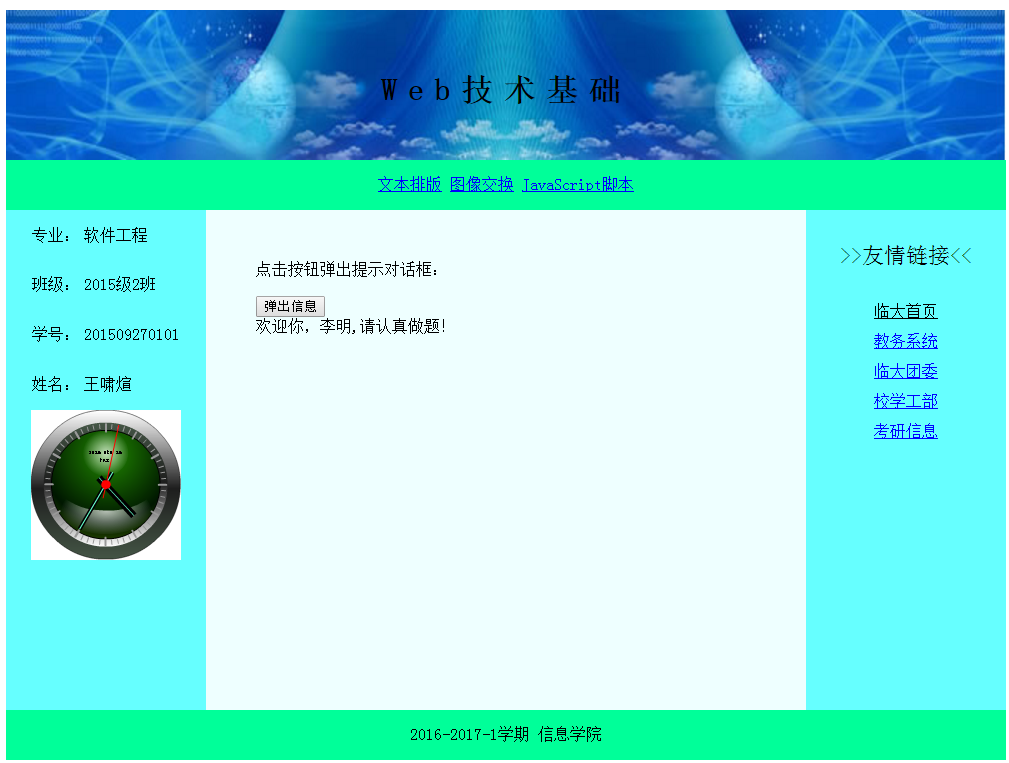 Web技术基础
文本排版 图像交换 JavaScript脚本
专业： 软件工程
班级： 2015级2班
学号： 201509270101
姓名： 王啸煊
点击按钮弹出提示对话框：
弹出信息
欢迎你，李明,请认真做题！
>>友情链接<<
临大首页
教务系统
临大团委
校学工部
考研信息
2016-2017-1学期 信息学院